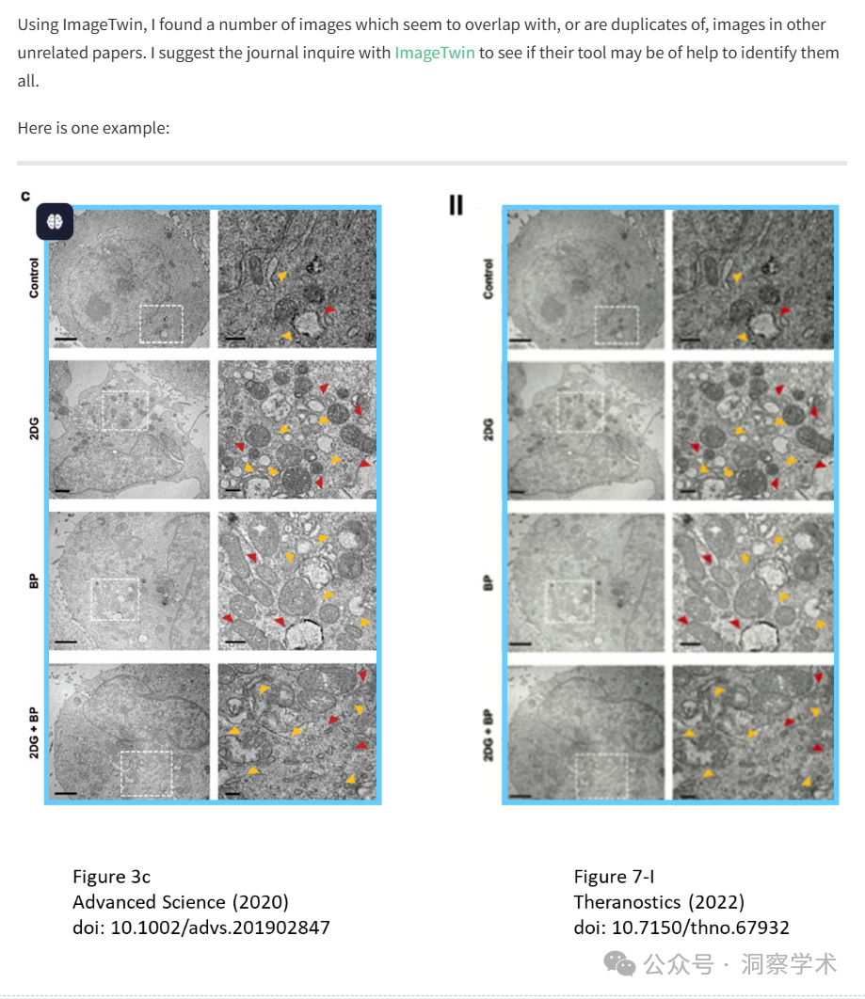 Using ImageTwin, I found a number of images which seem to overlap with, or are duplicates of, images in other
unrelated papers. I suggest the journal inquire with ImageTwin to see if their tool may be of help to identify them
all.
Here is one example:
c
II
Control
Control
2DG
2DG
BP
BP
2DG + BP
2DG + BP
Figure 3c
Advanced Science (2020)
doi: 10.1002/advs.201902847
Figure 7-I
Theranostics (2022)
doi: 10.7150/thno.67932
公众号 · 洞察学术